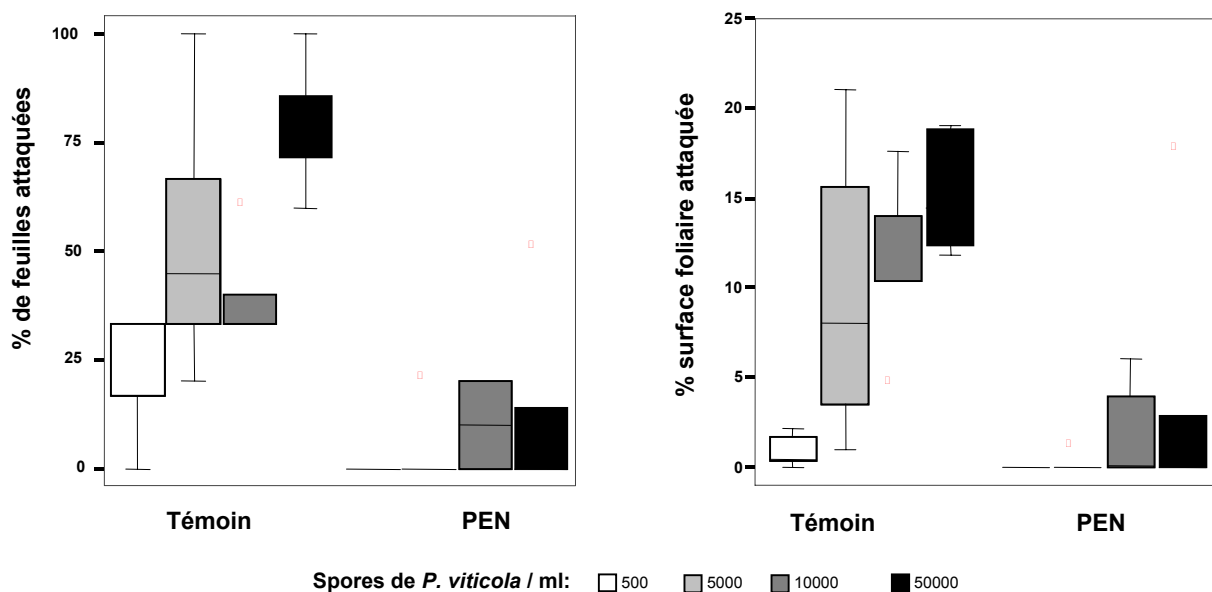 % de feuilles attaquées
100
75
50
25
0
Témoin
PEN
% surface foliaire attaquée
25
20
15
10
5
0
Témoin
PEN
Spores de P. viticola / ml: 500 5000 10000 50000